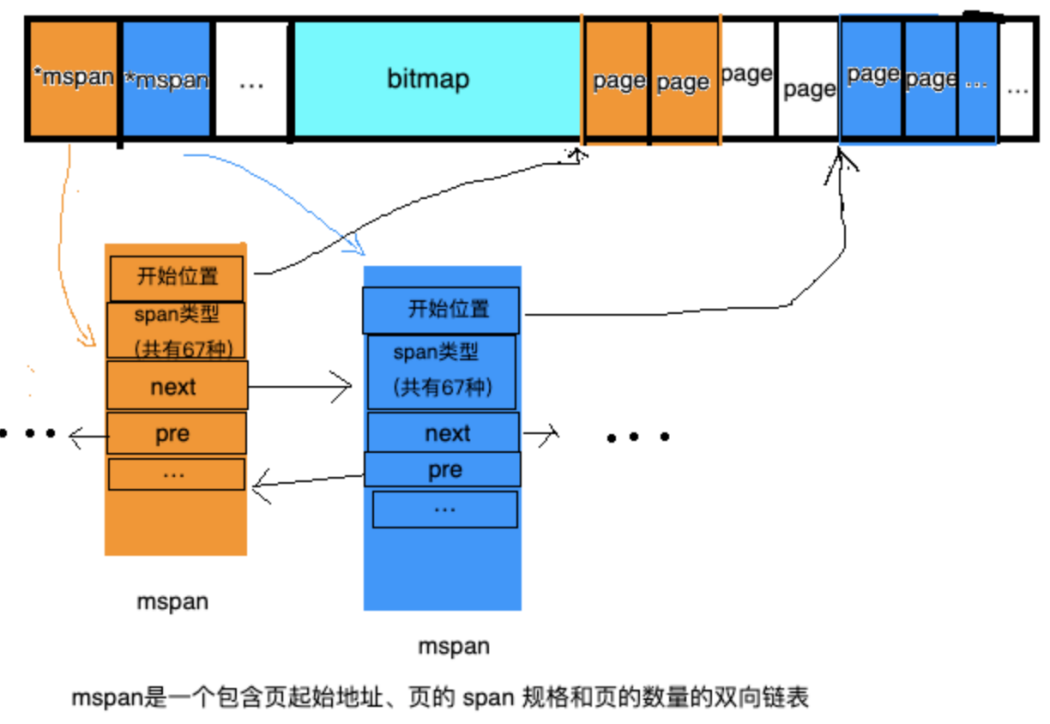 *mspan *mspan ... bitmap page page page page page page ... ...
开始位置
span类型
(共有67种)
next
pre
...
mspan
开始位置
span类型
(共有67种)
next
pre
...
mspan
mspan是一个包含页起始地址、页的 span 规格和页的数量的双向链表